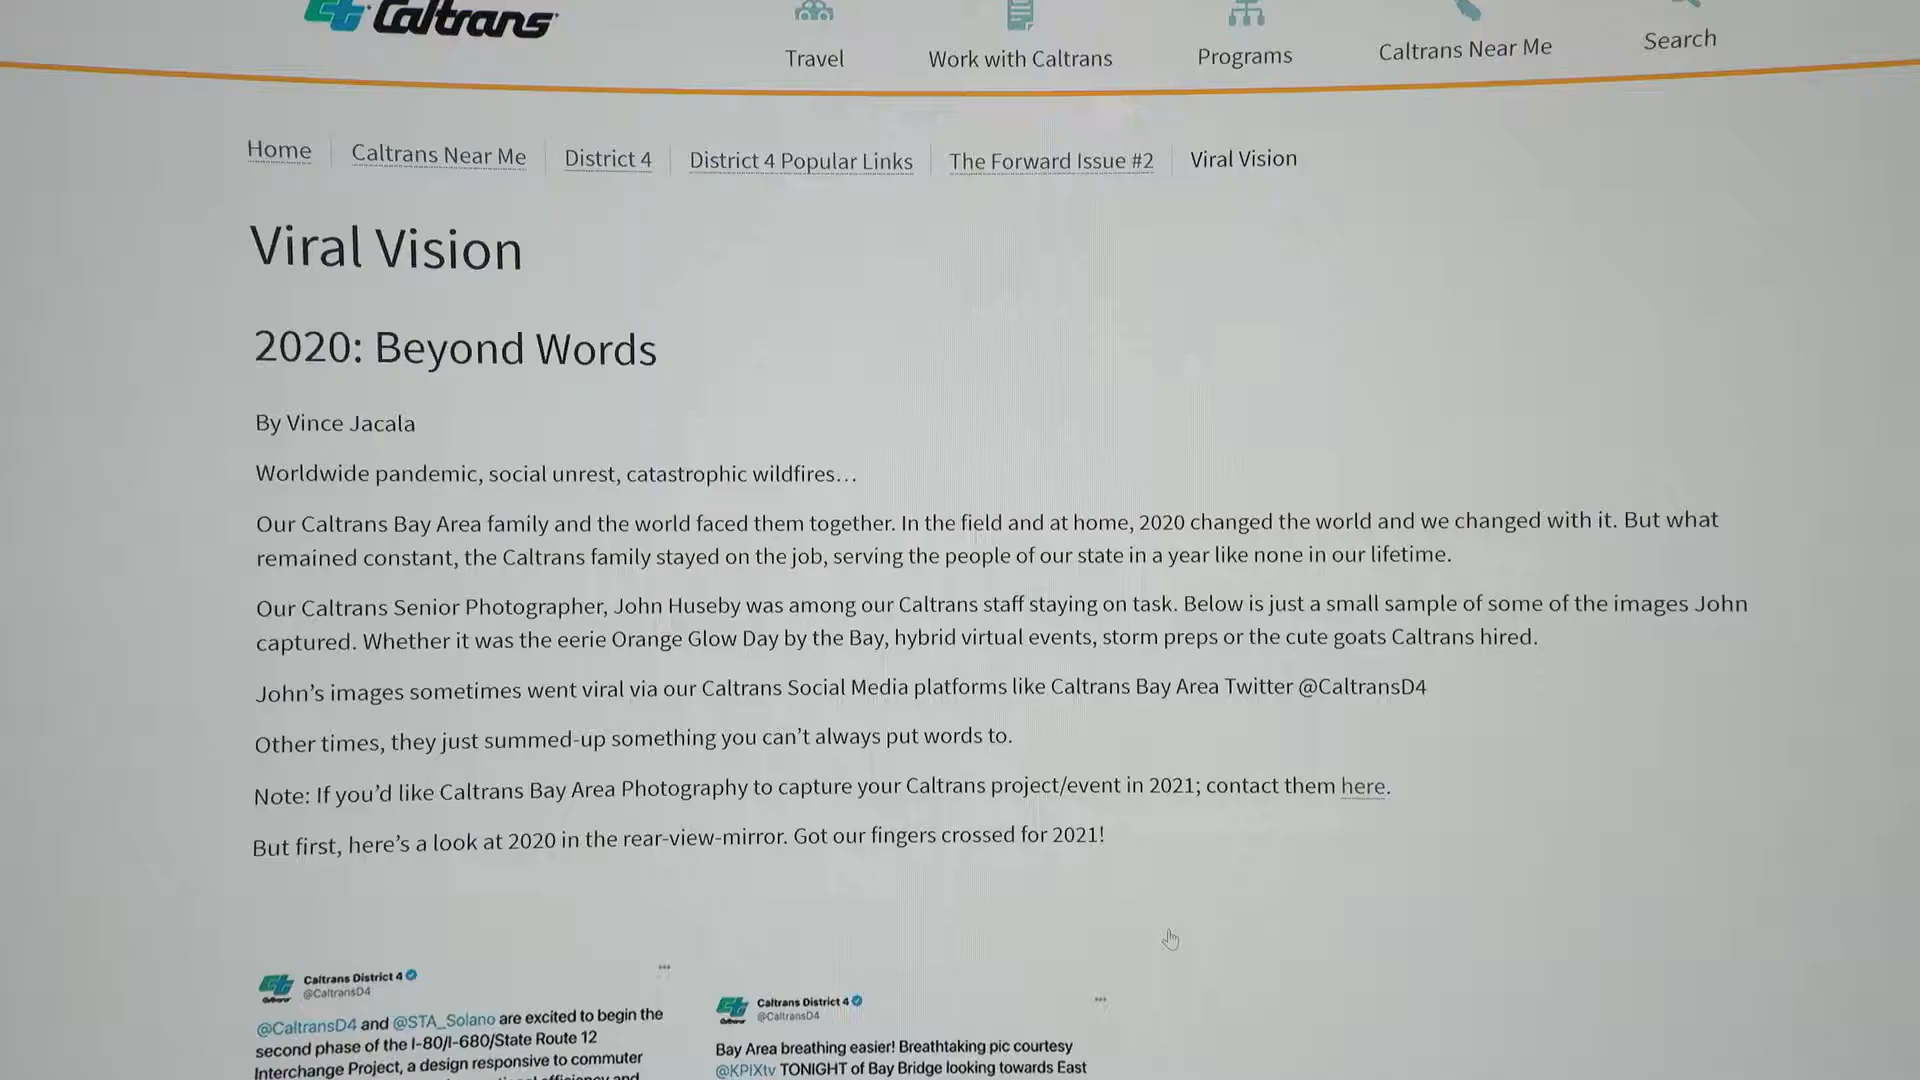 Caltrans
Travel
Work with Caltrans
Programs
Caltrans Near Me
Search
Home
Caltrans Near Me
District 4
District 4 Popular Links
The Forward Issue #2
Viral Vision
Viral Vision
2020: Beyond Words
By Vince Jacala
Worldwide pandemic, social unrest, catastrophic wildfires…
Our Caltrans Bay Area family and the world faced them together. In the field and at home, 2020 changed the world and we changed with it. But what
remained constant, the Caltrans family stayed on the job, serving the people of our state in a year like none in our lifetime.
Our Caltrans Senior Photographer, John Huseby was among our Caltrans staff staying on task. Below is just a small sample of some of the images John
captured. Whether it was the eerie Orange Glow Day by the Bay, hybrid virtual events, storm preps or the cute goats Caltrans hired.
John’s images sometimes went viral via our Caltrans Social Media platforms like Caltrans Bay Area Twitter @CaltransD4
Other times, they just summed-up something you can’t always put words to.
Note: If you’d like Caltrans Bay Area Photography to capture your Caltrans project/event in 2021; contact them here.
But first, here’s a look at 2020 in the rear-view-mirror. Got our fingers crossed for 2021!
Caltrans District 4
@CaltransD4
@CaltransD4 and @STA_Solano are excited to begin the
second phase of the I-80/I-680/State Route 12
Interchange Project, a design responsive to commuter
efficiency and
Caltrans District 4
@CaltransD4
Bay Area breathing easier! Breathtaking pic courtesy
@KPIXtv TONIGHT of Bay Bridge looking towards East